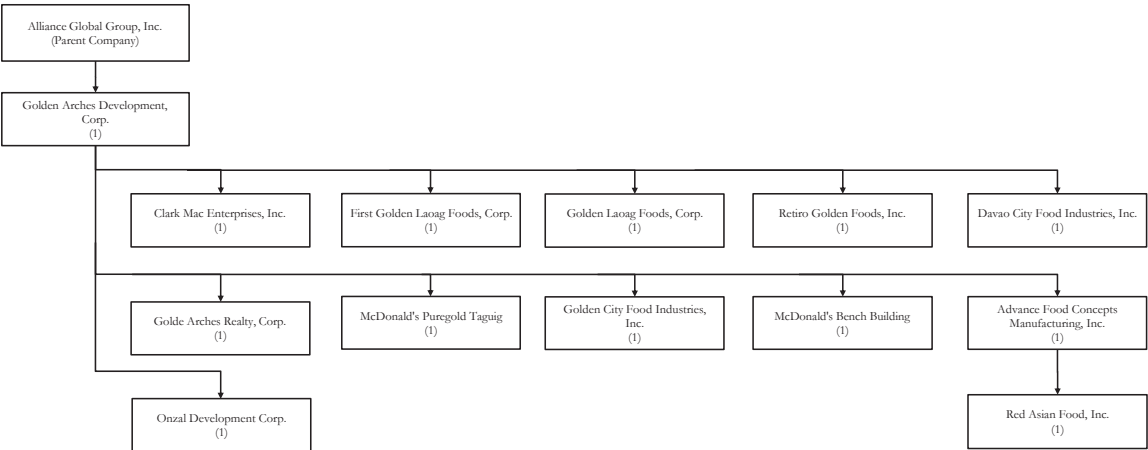 Alliance Global Group, Inc.
(Parent Company)
Golden Arches Development,
Corp.
(1)
Clark Mac Enterprises, Inc.
(1)
First Golden Laoag Foods, Corp.
(1)
Golden Laoag Foods, Corp.
(1)
Retiro Golden Foods, Inc.
(1)
Davao City Food Industries, Inc.
(1)
Golde Arches Realty, Corp.
(1)
McDonald's Puregold Taguig
(1)
Golden City Food Industries,
Inc.
(1)
McDonald's Bench Building
(1)
Advance Food Concepts
Manufacturing, Inc.
(1)
Onzal Development Corp.
(1)
Red Asian Food, Inc.
(1)